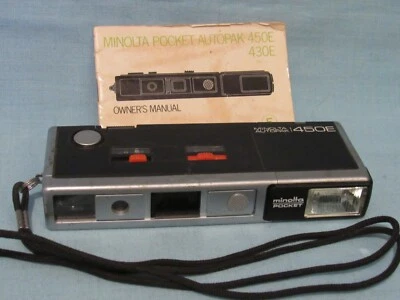 MINOLTA POCKET AUTOPAK 450E
430E
OWNER'S MANUAL
E
450E
minolta
POCKET